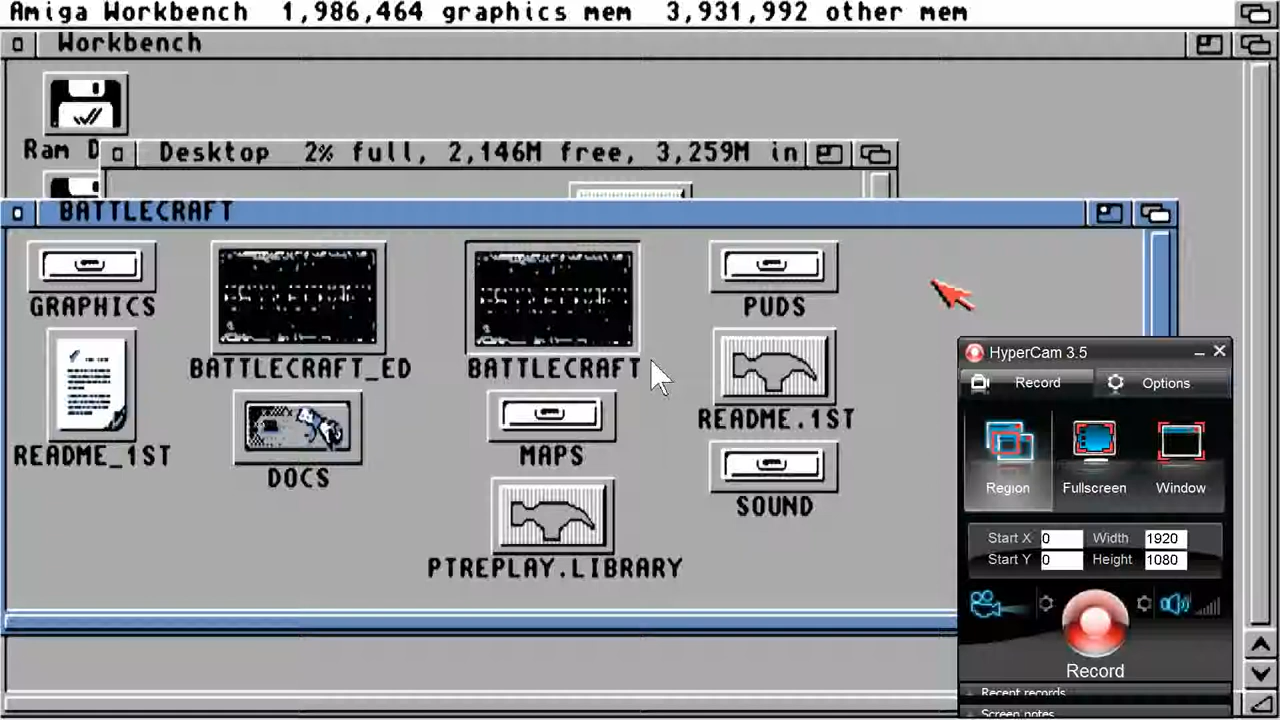 Amiga Workbench 1,986,464 graphics mem 3,931,992 other mem
Workbench
Ram D
Desktop 2% full, 2,146M free, 3,259M in
BATTLECRAFT
GRAPHICS
BATTLECRAFT_ED
BATTLECRAFT
PUDS
README_1ST
DOCS
MAPS
README.1ST
SOUND
PTREPLAY.LIBRARY
HyperCam 3.5
Record
Options
Region
Fullscreen
Window
Start X 0 Width 1920
Start Y 0 Height 1080
Record
Recent records
Screen notes